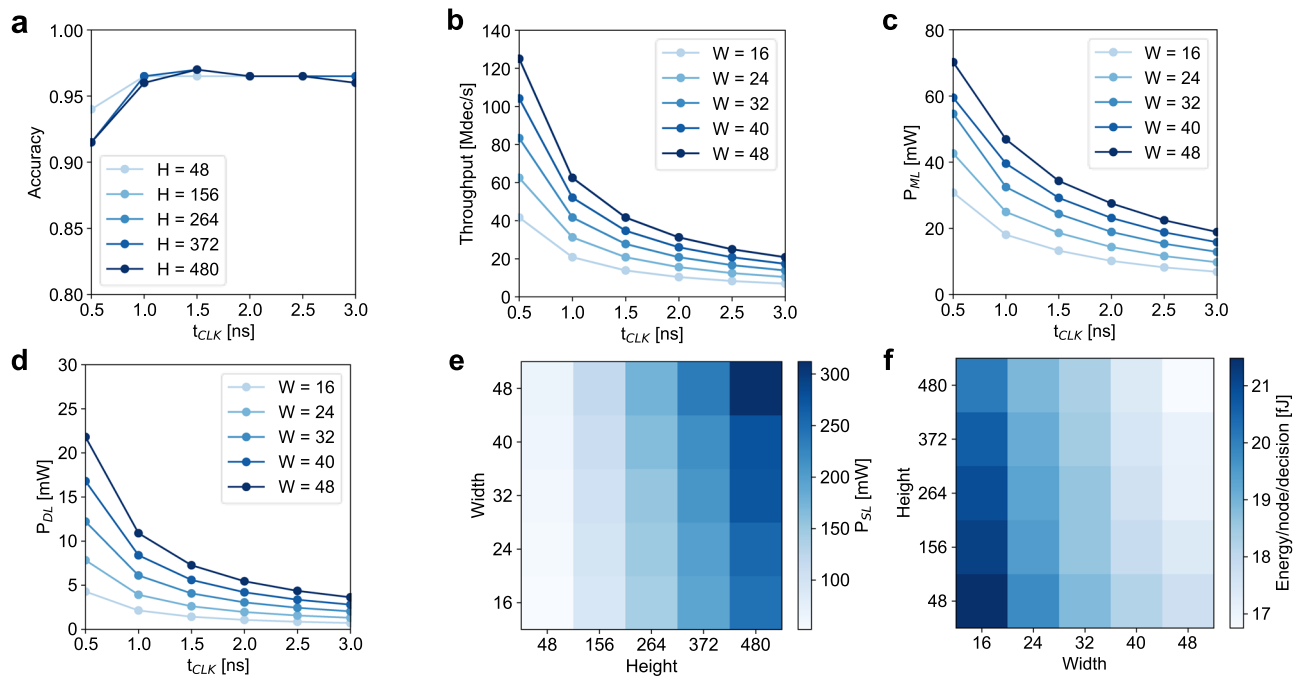 a
1.00
0.95
0.90
0.85
0.80
Accuracy
H = 48
H = 156
H = 264
H = 372
H = 480
0.5 1.0 1.5 2.0 2.5 3.0
tCLK [ns]
b
140
120
100
80
60
40
20
0
Throughput [Mdec/s]
W = 16
W = 24
W = 32
W = 40
W = 48
0.5 1.0 1.5 2.0 2.5 3.0
tCLK [ns]
c
80
60
40
20
0
PML [mW]
W = 16
W = 24
W = 32
W = 40
W = 48
0.5 1.0 1.5 2.0 2.5 3.0
tCLK [ns]
d
30
25
20
15
10
5
0
PDL [mW]
W = 16
W = 24
W = 32
W = 40
W = 48
0.5 1.0 1.5 2.0 2.5 3.0
tCLK [ns]
e
48
40
32
24
16
Width
48 156 264 372 480
Height
300
250
200
150
100
PSL [mW]
f
480
372
264
156
48
Height
16 24 32 40 48
Width
21
20
19
18
17
Energy/node/decision [fJ]